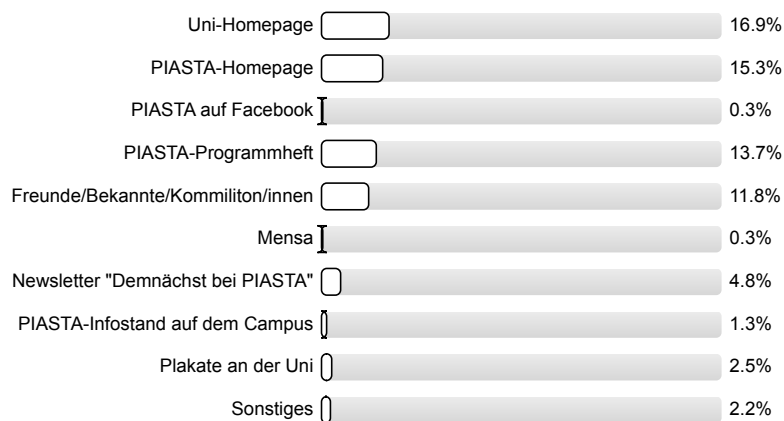 Uni-Homepage 16.9%
PIASTA-Homepage 15.3%
PIASTA auf Facebook 0.3%
PIASTA-Programmheft 13.7%
Freunde/Bekannte/Kommiliton/innen 11.8%
Mensa 0.3%
Newsletter "Demnächst bei PIASTA" 4.8%
PIASTA-Infostand auf dem Campus 1.3%
Plakate an der Uni 2.5%
Sonstiges 2.2%